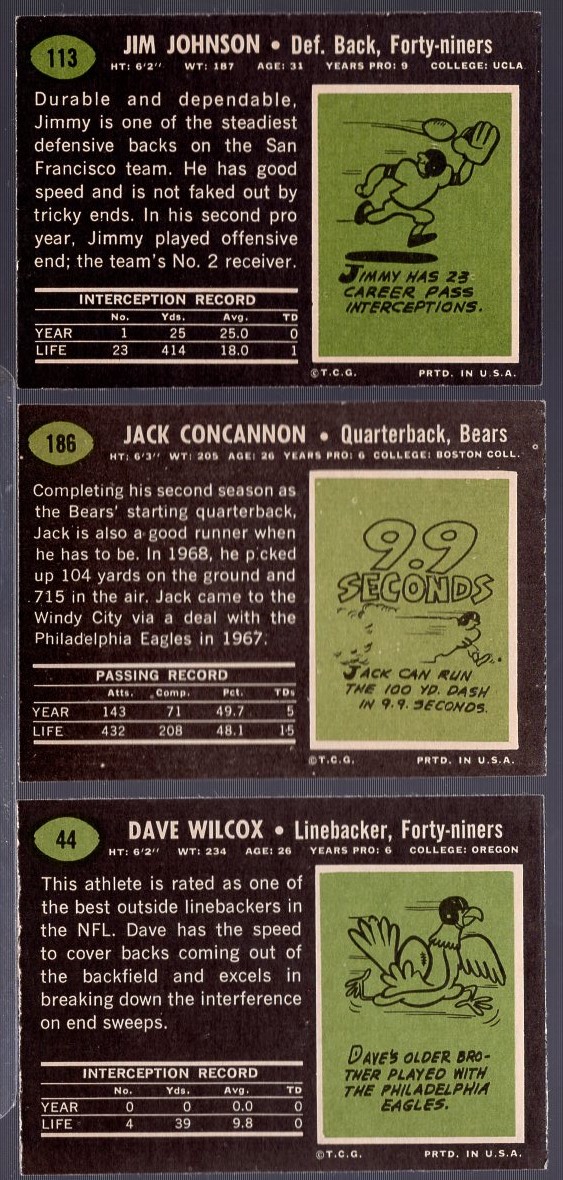 113
JIM JOHNSON • Def. Back, Forty-niners
HT: 6'2" WT: 187 AGE: 31 YEARS PRO: 9 COLLEGE: UCLA
Durable and dependable,
Jimmy is one of the steadiest
defensive backs on the San
Francisco team. He has good
speed and is not faked out by
tricky ends. In his second pro
year, Jimmy played offensive
end; the team's No. 2 receiver.
INTERCEPTION RECORD
No. Yds. Avg. TD
YEAR 1 25 25.0 0
LIFE 23 414 18.0 1
JIMMY HAS 23
CAREER PASS
INTERCEPTIONS.
©T.C.G. PRTD. IN U.S.A.
186
JACK CONCANNON • Quarterback, Bears
HT: 6'3" WT: 205 AGE: 26 YEARS PRO: 6 COLLEGE: BOSTON COLL.
Completing his second season as
the Bears' starting quarterback,
Jack is also a good runner when
he has to be. In 1968, he picked
up 104 yards on the ground and
715 in the air. Jack came to the
Windy City via a deal with the
Philadelphia Eagles in 1967.
PASSING RECORD
Atts. Comp. Pct. TDs
YEAR 143 71 49.7 5
LIFE 432 208 48.1 15
9.9
SECONDS
JACK CAN RUN
THE 100 YD. DASH
IN 9.9 SECONDS.
©T.C.G. PRTD. IN U.S.A.
44
DAVE WILCOX • Linebacker, Forty-niners
HT: 6'2" WT: 234 AGE: 26 YEARS PRO: 6 COLLEGE: OREGON
This athlete is rated as one of
the best outside linebackers in
the NFL. Dave has the speed
to cover backs coming out of
the backfield and excels in
breaking down the interference
on end sweeps.
INTERCEPTION RECORD
No. Yds. Avg. TD
YEAR 0 0 0.0 0
LIFE 4 39 9.8 0
DAVE'S OLDER BRO-
THER PLAYED WITH
THE PHILADELPHIA
EAGLES.
©T.C.G. PRTD. IN U.S.A.